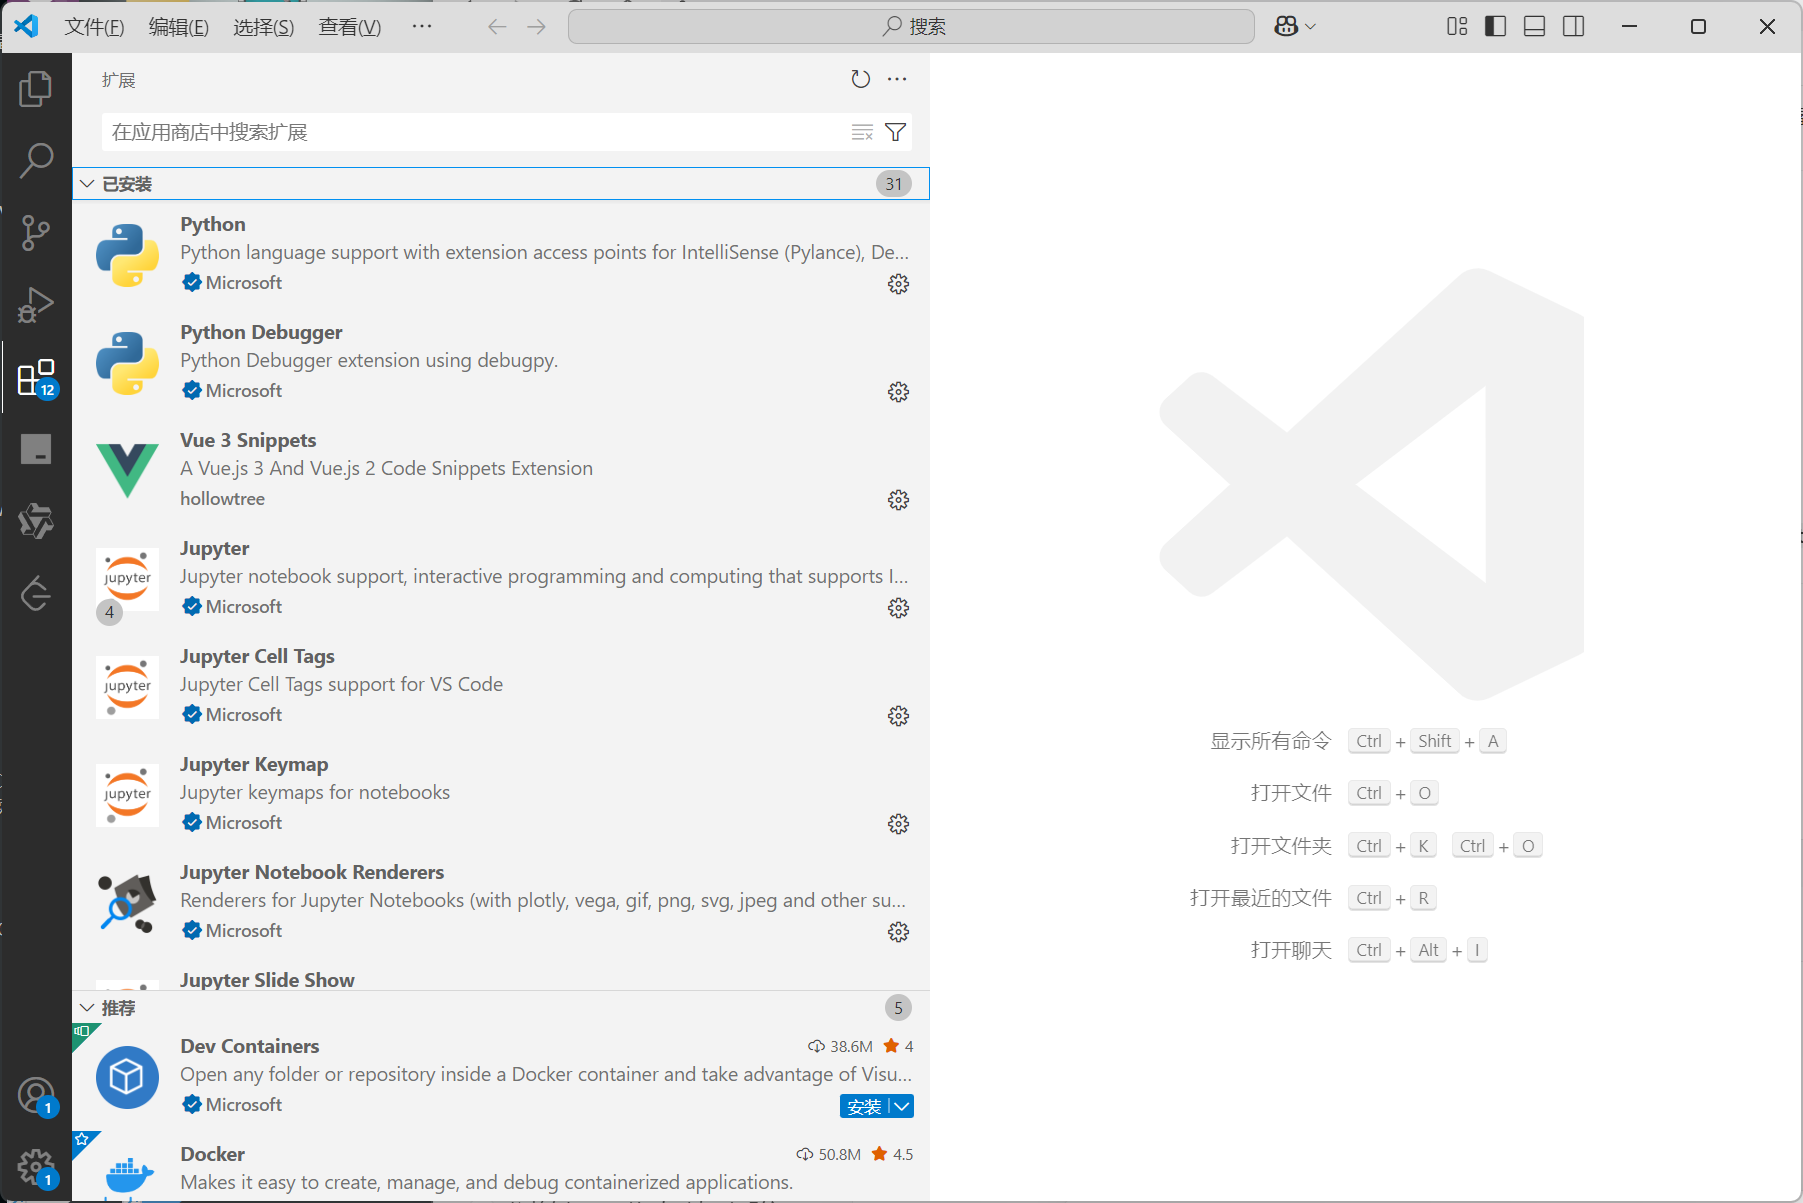 文件(F) 编辑(E) 选择(S) 查看(V) ··· 搜索
扩展
在应用商店中搜索扩展
已安装 31
Python
Python language support with extension access points for IntelliSense (Pylance), De...
Microsoft
Python Debugger
Python Debugger extension using debugpy.
Microsoft
Vue 3 Snippets
A Vue.js 3 And Vue.js 2 Code Snippets Extension
hollowtree
Jupyter
Jupyter notebook support, interactive programming and computing that supports I...
Microsoft
jupyter
4
Jupyter Cell Tags
Jupyter Cell Tags support for VS Code
Microsoft
jupyter
Jupyter Keymap
Jupyter keymaps for notebooks
Microsoft
jupyter
Jupyter Notebook Renderers
Renderers for Jupyter Notebooks (with plotly, vega, gif, png, svg, jpeg and other su...
Microsoft
Jupyter Slide Show
推荐 5
Dev Containers 38.6M 4
Open any folder or repository inside a Docker container and take advantage of Visu...
Microsoft 安装
Docker 50.8M 4.5
Makes it easy to create, manage, and debug containerized applications.
12
1
1
显示所有命令 Ctrl + Shift + A
打开文件 Ctrl + O
打开文件夹 Ctrl + K Ctrl + O
打开最近的文件 Ctrl + R
打开聊天 Ctrl + Alt + I